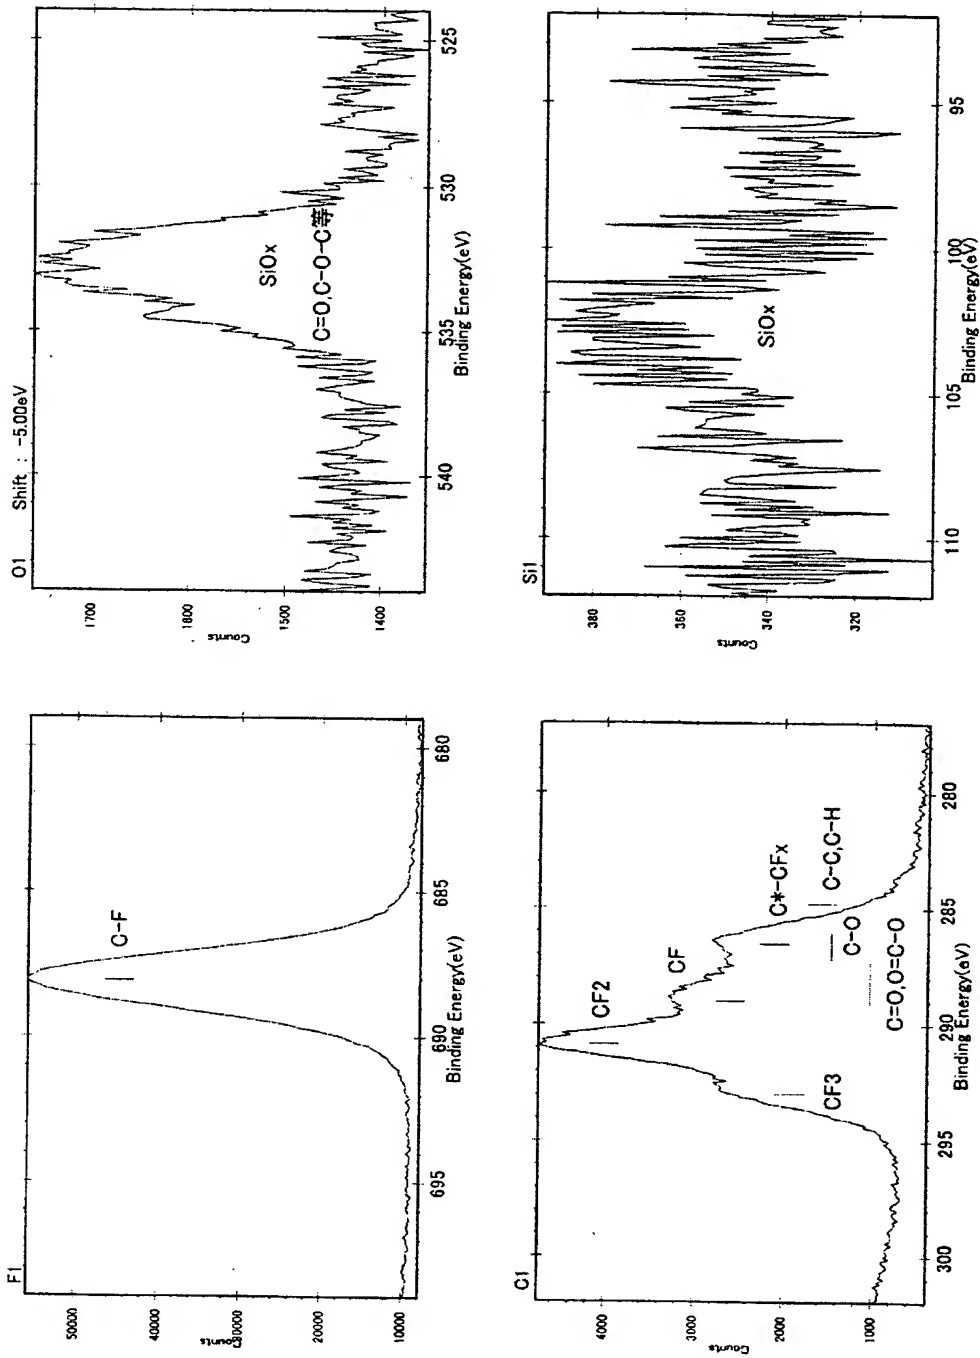 F1
50000
40000
30000
20000
10000
Counts
C-F
695
690
685
680
Binding Energy(eV)
O1
Shift : -5.00eV
1700
1800
1500
1400
Counts
SiOx
C=O,C-O-C等
540
535
530
525
Binding Energy(eV)
C1
4000
3000
2000
1000
Counts
CF3
CF2
CF
C*-CFx
C-C,C-H
C-O
C=O,O=C-O
300
295
290
285
280
Binding Energy(eV)
Si1
380
360
340
320
Counts
SiOx
110
105
100
95
Binding Energy(eV)